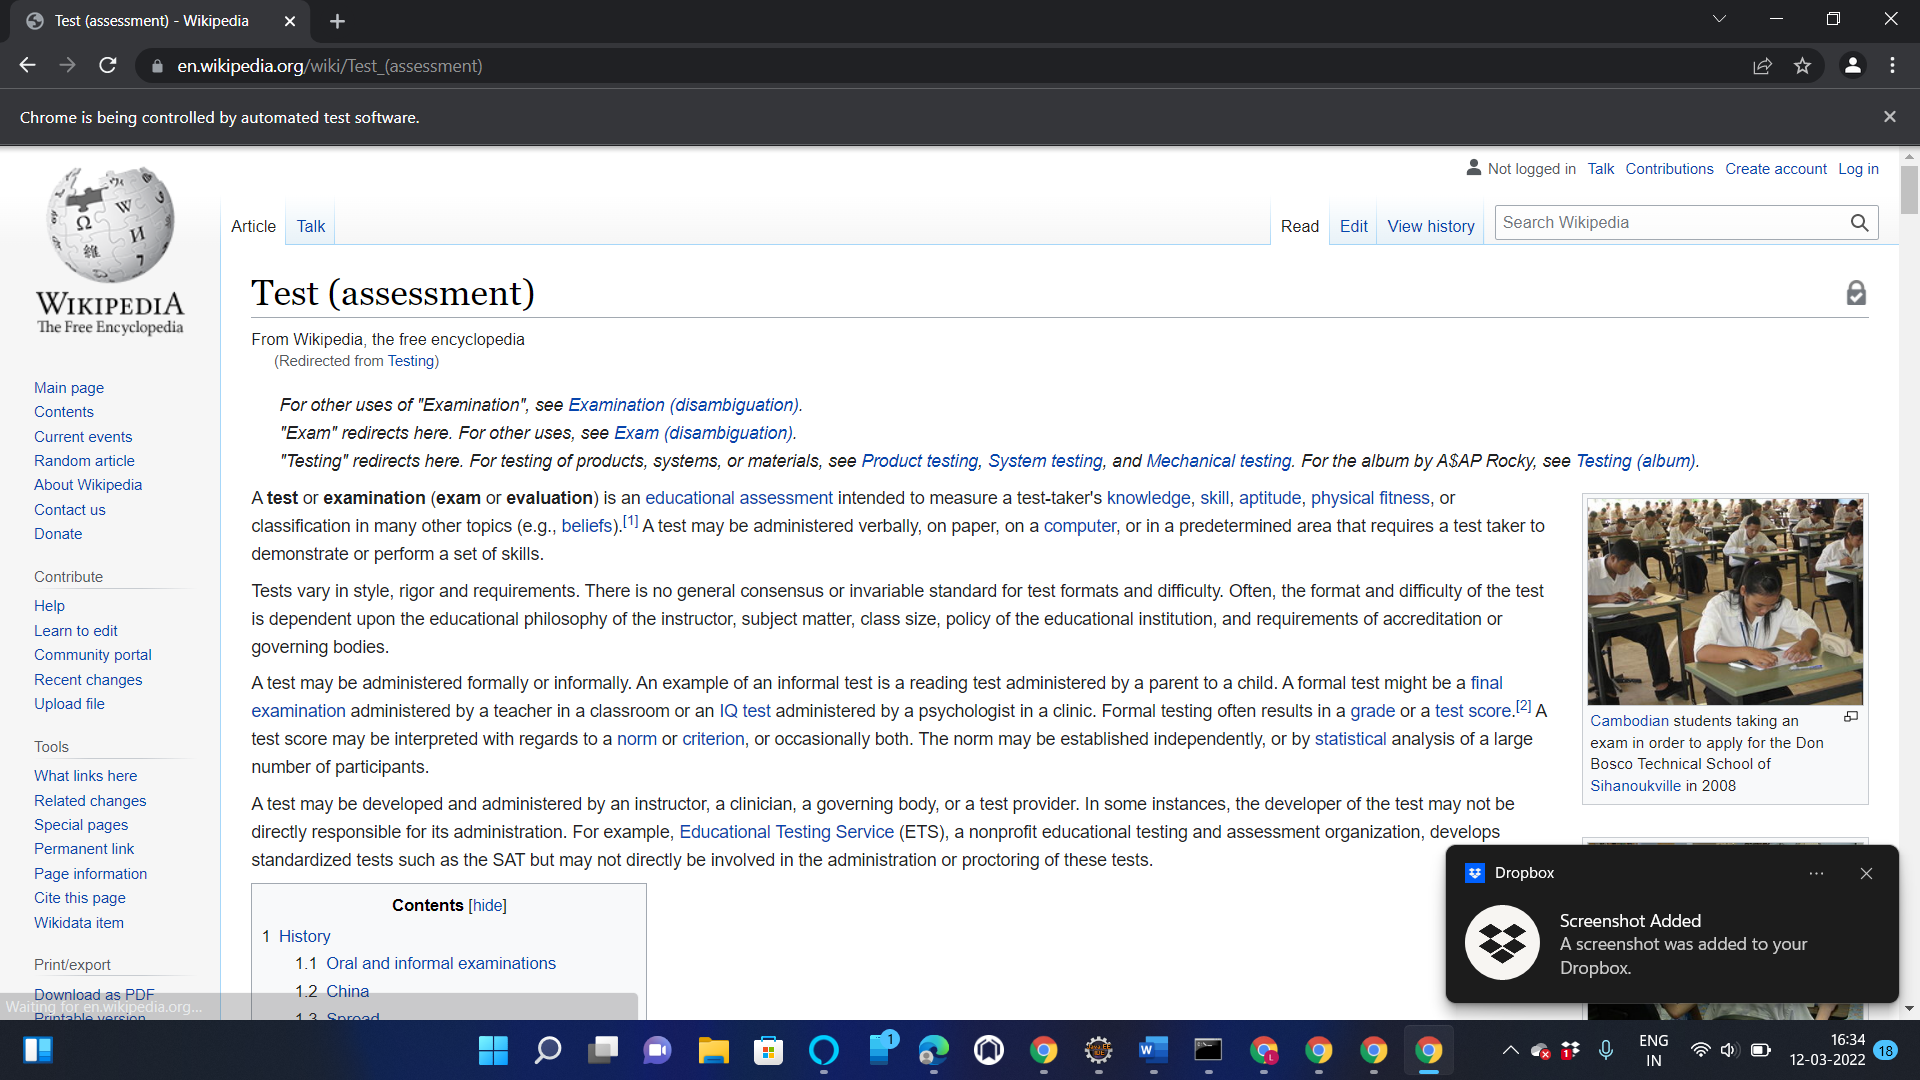 Test (assessment) - Wikipedia
en.wikipedia.org/wiki/Test_(assessment)
Chrome is being controlled by automated test software.
Not logged in Talk Contributions Create account Log in
Article Talk Read Edit View history Search Wikipedia
WIKIPEDIA
The Free Encyclopedia
Main page
Contents
Current events
Random article
About Wikipedia
Contact us
Donate
Contribute
Help
Learn to edit
Community portal
Recent changes
Upload file
Tools
What links here
Related changes
Special pages
Permanent link
Page information
Cite this page
Wikidata item
Print/export
Download as PDF
Printable version
Waiting for en.wikipedia.org...
Test (assessment)
From Wikipedia, the free encyclopedia
(Redirected from Testing)
For other uses of "Examination", see Examination (disambiguation).
"Exam" redirects here. For other uses, see Exam (disambiguation).
"Testing" redirects here. For testing of products, systems, or materials, see Product testing, System testing, and Mechanical testing. For the album by A$AP Rocky, see Testing (album).
A test or examination (exam or evaluation) is an educational assessment intended to measure a test-taker's knowledge, skill, aptitude, physical fitness, or
classification in many other topics (e.g., beliefs).[1] A test may be administered verbally, on paper, on a computer, or in a predetermined area that requires a test taker to
demonstrate or perform a set of skills.
Tests vary in style, rigor and requirements. There is no general consensus or invariable standard for test formats and difficulty. Often, the format and difficulty of the test
is dependent upon the educational philosophy of the instructor, subject matter, class size, policy of the educational institution, and requirements of accreditation or
governing bodies.
A test may be administered formally or informally. An example of an informal test is a reading test administered by a parent to a child. A formal test might be a final
examination administered by a teacher in a classroom or an IQ test administered by a psychologist in a clinic. Formal testing often results in a grade or a test score.[2] A
test score may be interpreted with regards to a norm or criterion, or occasionally both. The norm may be established independently, or by statistical analysis of a large
number of participants.
A test may be developed and administered by an instructor, a clinician, a governing body, or a test provider. In some instances, the developer of the test may not be
directly responsible for its administration. For example, Educational Testing Service (ETS), a nonprofit educational testing and assessment organization, develops
standardized tests such as the SAT but may not directly be involved in the administration or proctoring of these tests.
Contents [hide]
1 History
1.1 Oral and informal examinations
1.2 China
1.3 Spread
Cambodian students taking an
exam in order to apply for the Don
Bosco Technical School of
Sihanoukville in 2008
Dropbox
Screenshot Added
A screenshot was added to your
Dropbox.
1
1
ENG
IN
16:34
12-03-2022
18